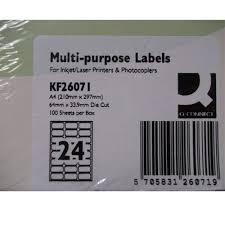 Multi-purpose Labels
For Inkjet/Laser Printers & Photocopiers
KF26071
A4 (210mm x 297mm)
64mm x 33.9mm Die Cut
100 Sheets per Box
24
Q-CONNECT
5 705831 260719